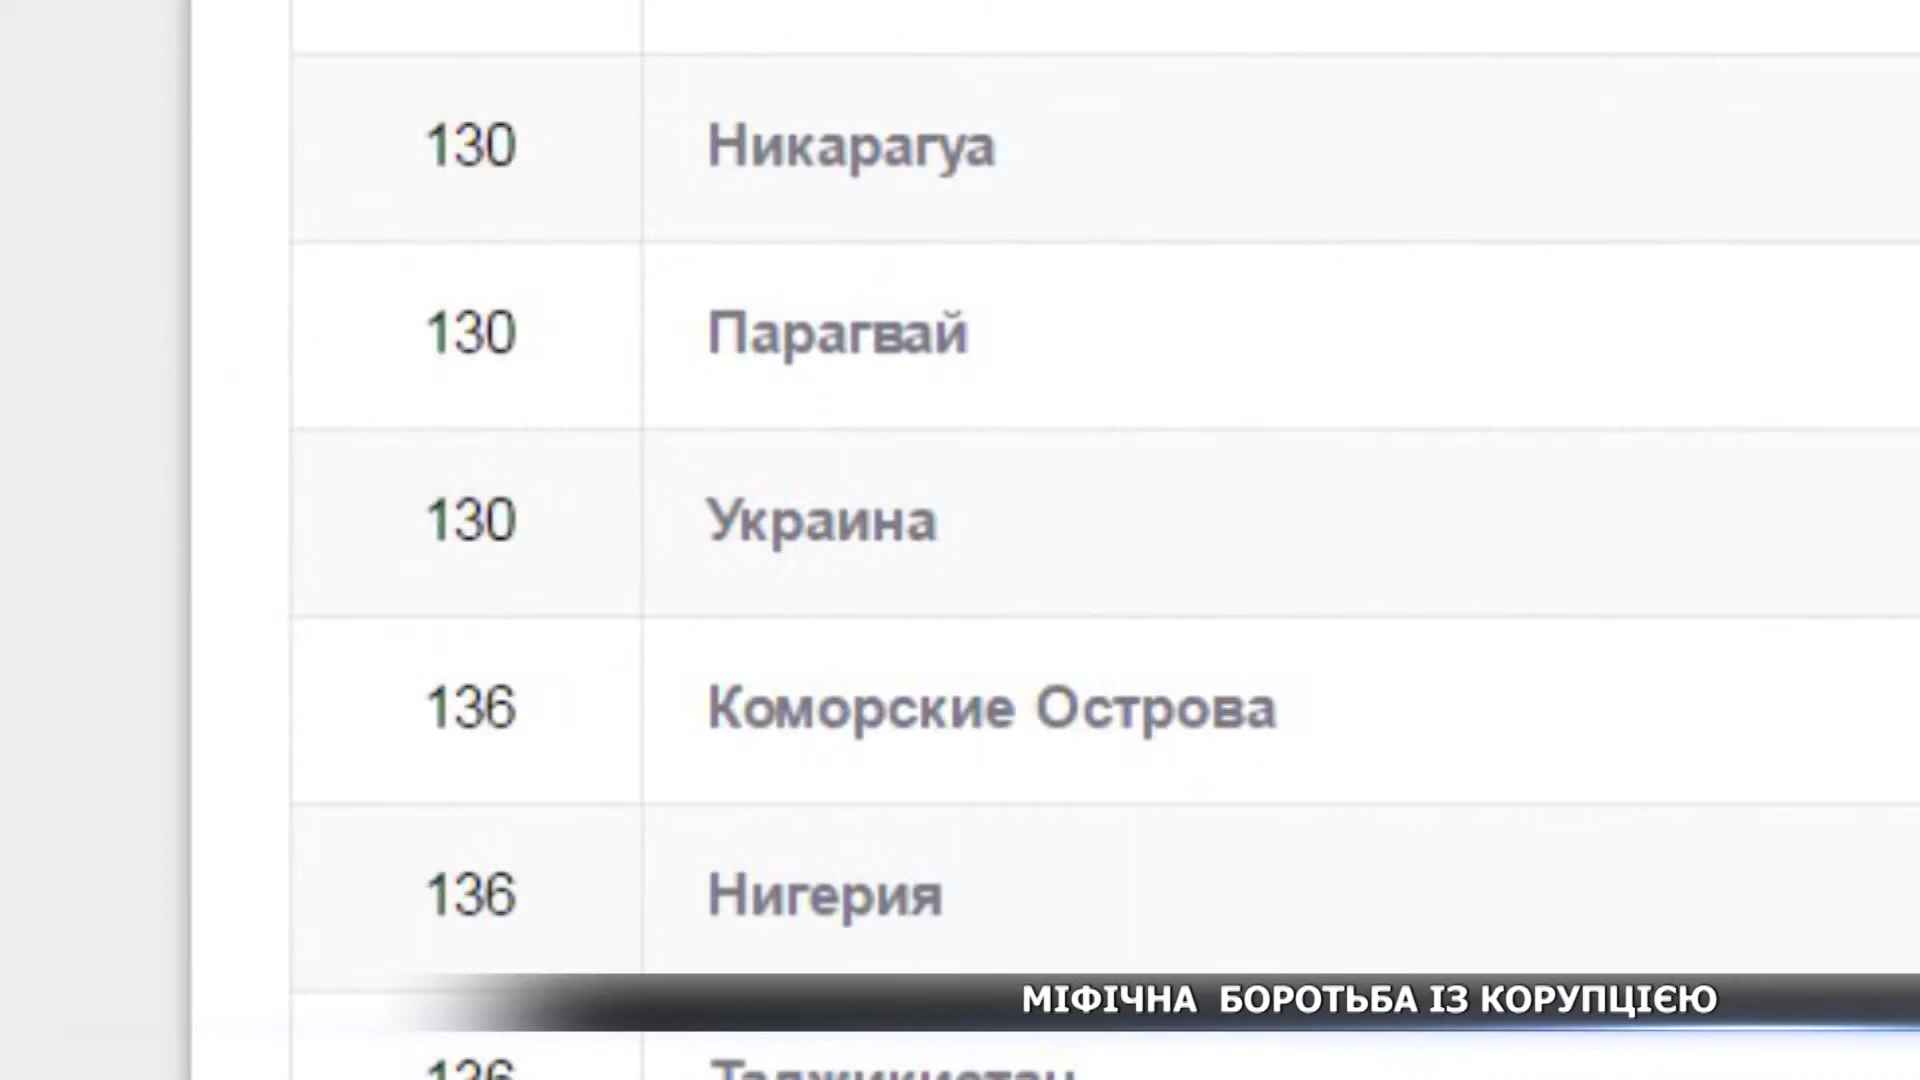 130 Никарагуа
130 Парагвай
130 Украина
136 Коморские Острова
136 Нигерия
МІФІЧНА БОРОТЬБА ІЗ КОРУПЦІЄЮ
136 Таджикистан